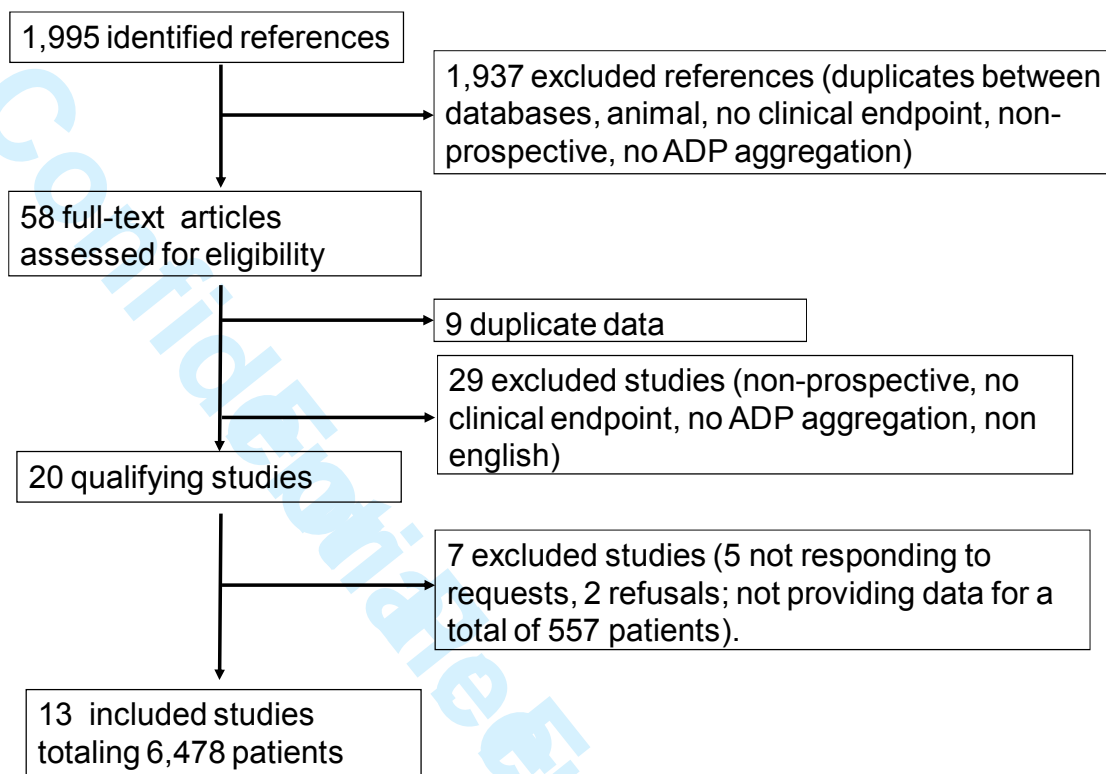 1,995 identified references
1,937 excluded references (duplicates between
databases, animal, no clinical endpoint, non-
prospective, no ADP aggregation)
58 full-text articles
assessed for eligibility
9 duplicate data
29 excluded studies (non-prospective, no
clinical endpoint, no ADP aggregation, non
english)
20 qualifying studies
7 excluded studies (5 not responding to
requests, 2 refusals; not providing data for a
total of 557 patients).
13 included studies
totaling 6,478 patients